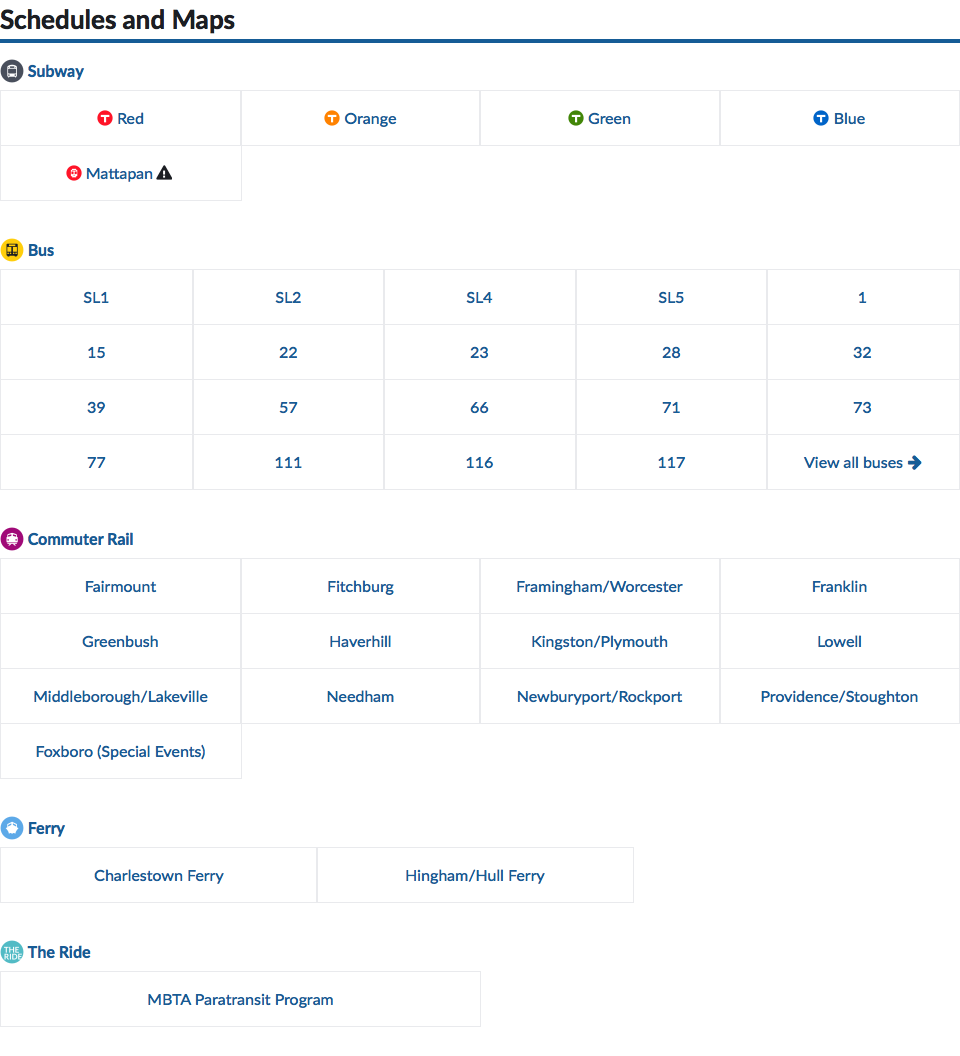 Schedules and Maps
Subway
T Red
T Orange
T Green
T Blue
Mattapan
Bus
SL1
SL2
SL4
SL5
1
15
22
23
28
32
39
57
66
71
73
77
111
116
117
View all buses
Commuter Rail
Fairmount
Fitchburg
Framingham/Worcester
Franklin
Greenbush
Haverhill
Kingston/Plymouth
Lowell
Middleborough/Lakeville
Needham
Newburyport/Rockport
Providence/Stoughton
Foxboro (Special Events)
Ferry
Charlestown Ferry
Hingham/Hull Ferry
THE RIDE The Ride
MBTA Paratransit Program